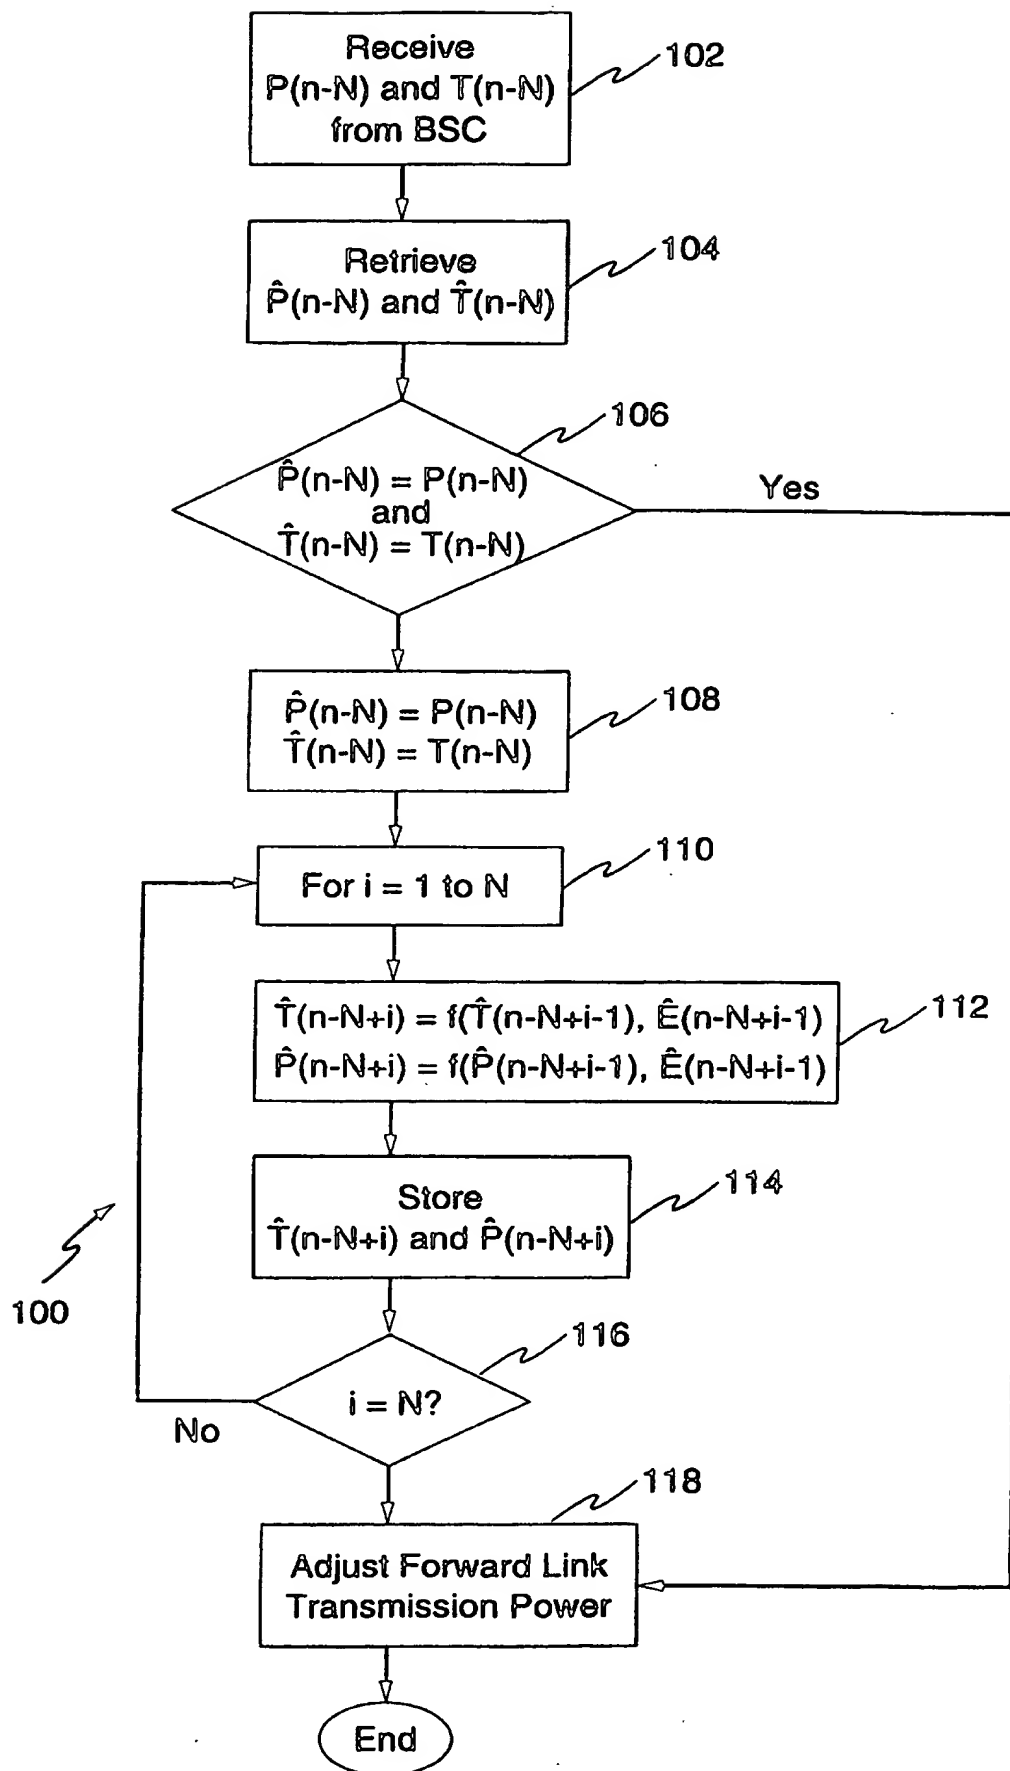 Receive
P(n-N) and T(n-N)
from BSC
102
Retrieve
P̂(n-N) and T̂(n-N)
104
106
P̂(n-N) = P(n-N)
and
T̂(n-N) = T(n-N)
Yes
108
P̂(n-N) = P(n-N)
T̂(n-N) = T(n-N)
110
For i = 1 to N
T̂(n-N+i) = f(T̂(n-N+i-1), Ê(n-N+i-1)
P̂(n-N+i) = f(P̂(n-N+i-1), Ê(n-N+i-1)
112
Store
T̂(n-N+i) and P̂(n-N+i)
114
100
116
i = N?
No
118
Adjust Forward Link
Transmission Power
End